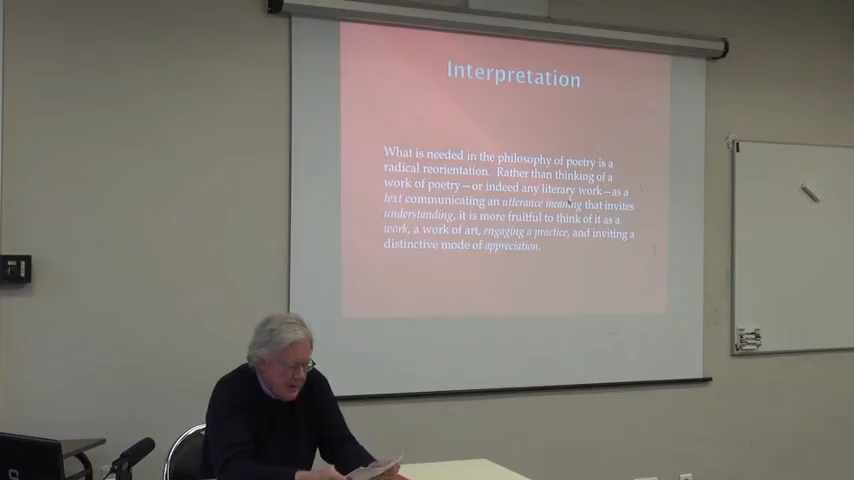 Interpretation
What is needed in the philosophy of poetry is a
radical reorientation. Rather than thinking of a
work of poetry—or indeed any literary work—as a
text communicating an utterance meaning that invites
understanding, it is more fruitful to think of it as a
work, a work of art, engaging a practice, and inviting a
distinctive mode of appreciation.